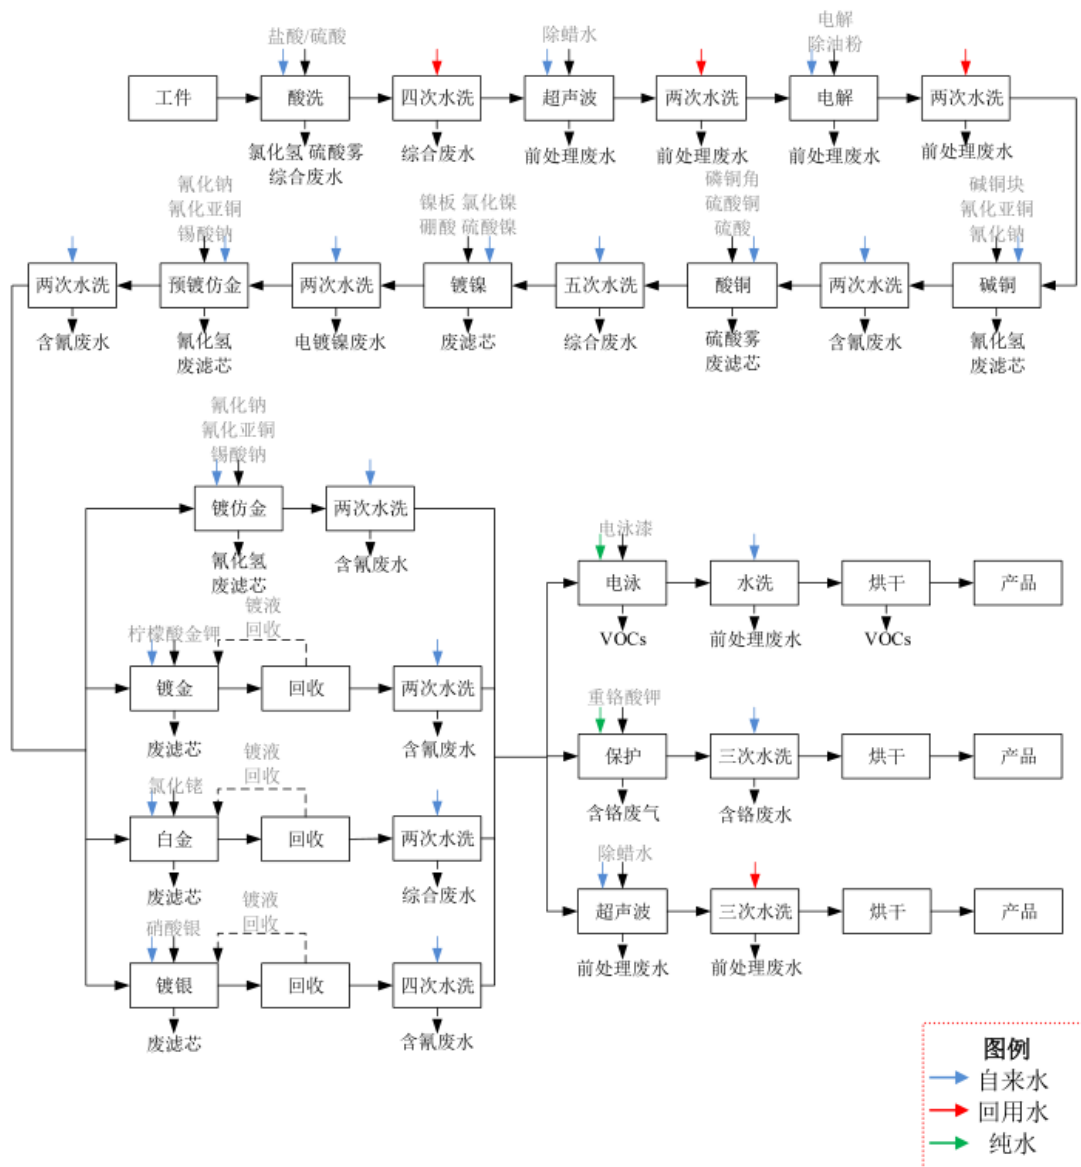 盐酸/硫酸
除蜡水
电解
除油粉
工件
酸洗
四次水洗
超声波
两次水洗
电解
两次水洗
氯化氢 硫酸雾
综合废水
综合废水
前处理废水
前处理废水
前处理废水
前处理废水
氰化钠
氰化亚铜
锡酸钠
镍板 氯化镍
硼酸 硫酸镍
磷铜角
硫酸铜
硫酸
碱铜块
氰化亚铜
氰化钠
两次水洗
预镀仿金
两次水洗
镀镍
五次水洗
酸铜
两次水洗
碱铜
含氰废水
氰化氢
废滤芯
电镀镍废水
废滤芯
综合废水
硫酸雾
废滤芯
含氰废水
氰化氢
废滤芯
氰化钠
氰化亚铜
锡酸钠
镀仿金
两次水洗
氰化氢
废滤芯
含氰废水
柠檬酸金钾
镀液
回收
镀金
回收
两次水洗
废滤芯
含氰废水
氯化铑
镀液
回收
白金
回收
两次水洗
废滤芯
综合废水
硝酸银
镀液
回收
镀银
回收
四次水洗
废滤芯
含氰废水
电泳漆
电泳
水洗
烘干
产品
VOCs
前处理废水
VOCs
重铬酸钾
保护
三次水洗
烘干
产品
含铬废气
含铬废水
除蜡水
超声波
三次水洗
烘干
产品
前处理废水
前处理废水
图例
自来水
回用水
纯水